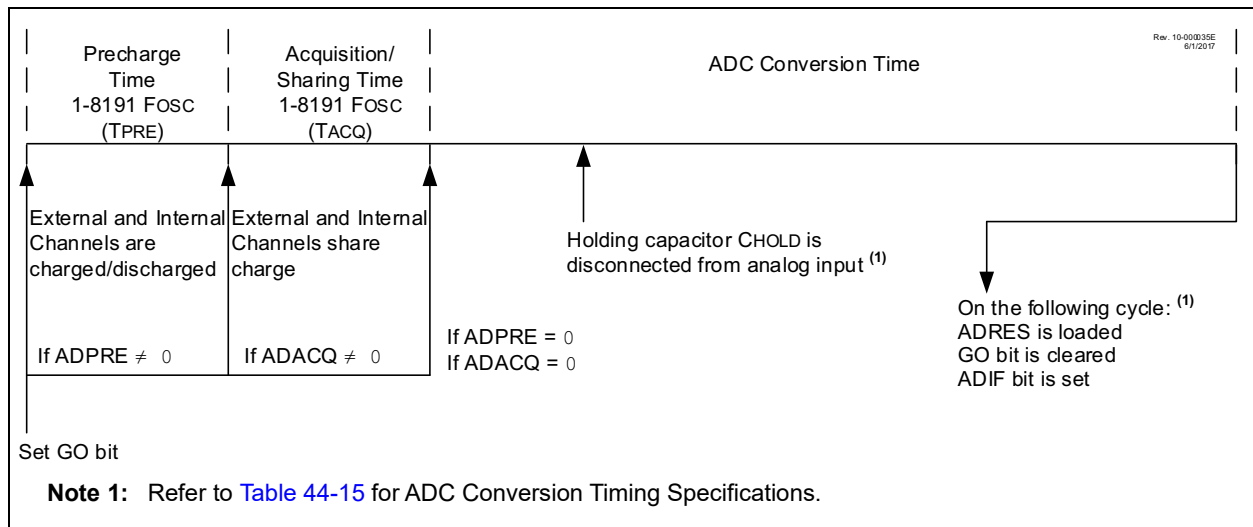 Rev. 10-000035E
6/1/2017
Precharge
Time
1-8191 FOSC
(TPRE)
Acquisition/
Sharing Time
1-8191 FOSC
(TACQ)
ADC Conversion Time
External and Internal
Channels are
charged/discharged
External and Internal
Channels share
charge
Holding capacitor CHOLD is
disconnected from analog input (1)
On the following cycle: (1)
ADRES is loaded
GO bit is cleared
ADIF bit is set
If ADPRE ≠ 0
If ADACQ ≠ 0
If ADPRE = 0
If ADACQ = 0
Set GO bit
Note 1: Refer to Table 44-15 for ADC Conversion Timing Specifications.